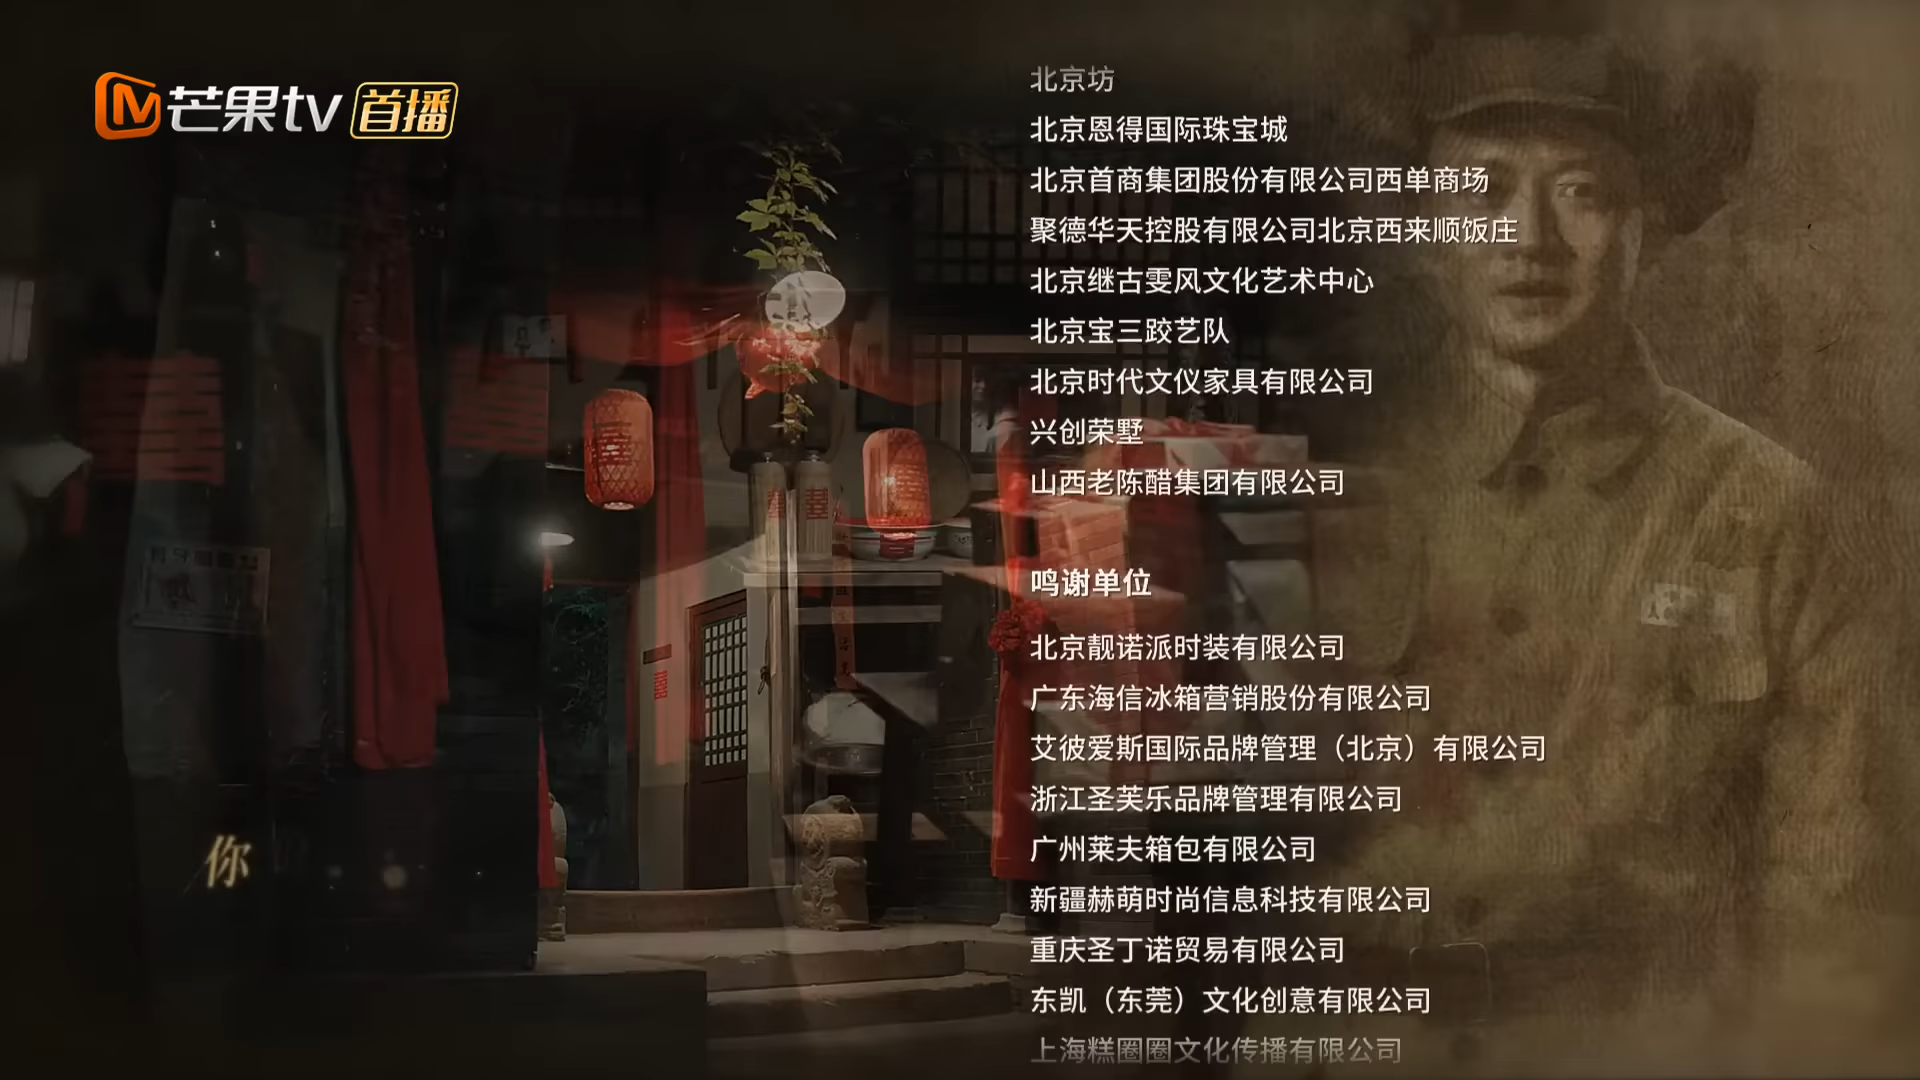 芒果tv 首播
北京坊
北京恩得国际珠宝城
北京首商集团股份有限公司西单商场
聚德华天控股有限公司北京西来顺饭庄
北京继古雯风文化艺术中心
北京宝三跤艺队
北京时代文仪家具有限公司
兴创荣墅
山西老陈醋集团有限公司
鸣谢单位
北京靓诺派时装有限公司
广东海信冰箱营销股份有限公司
艾彼爱斯国际品牌管理（北京）有限公司
浙江圣芙乐品牌管理有限公司
广州莱夫箱包有限公司
新疆赫萌时尚信息科技有限公司
重庆圣丁诺贸易有限公司
东凯（东莞）文化创意有限公司
上海糕圈圈文化传播有限公司
你
囍
囍